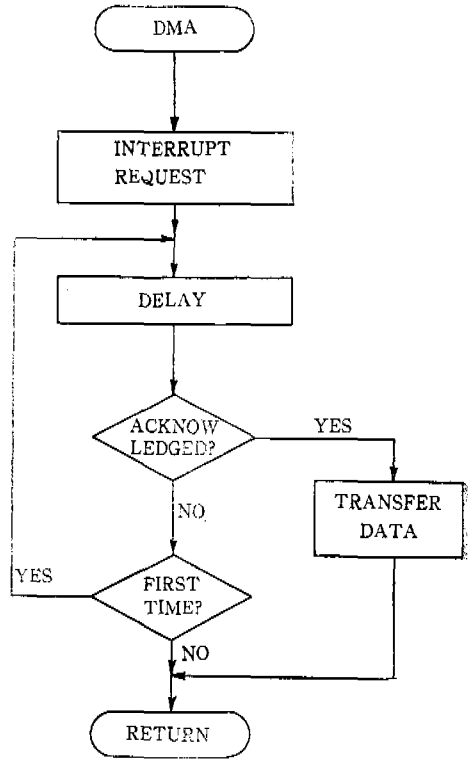 DMA
INTERRUPT
REQUEST
DELAY
ACKNOW
LEDGED?
YES
TRANSFER
DATA
NO
FIRST
TIME?
YES
NO
RETURN